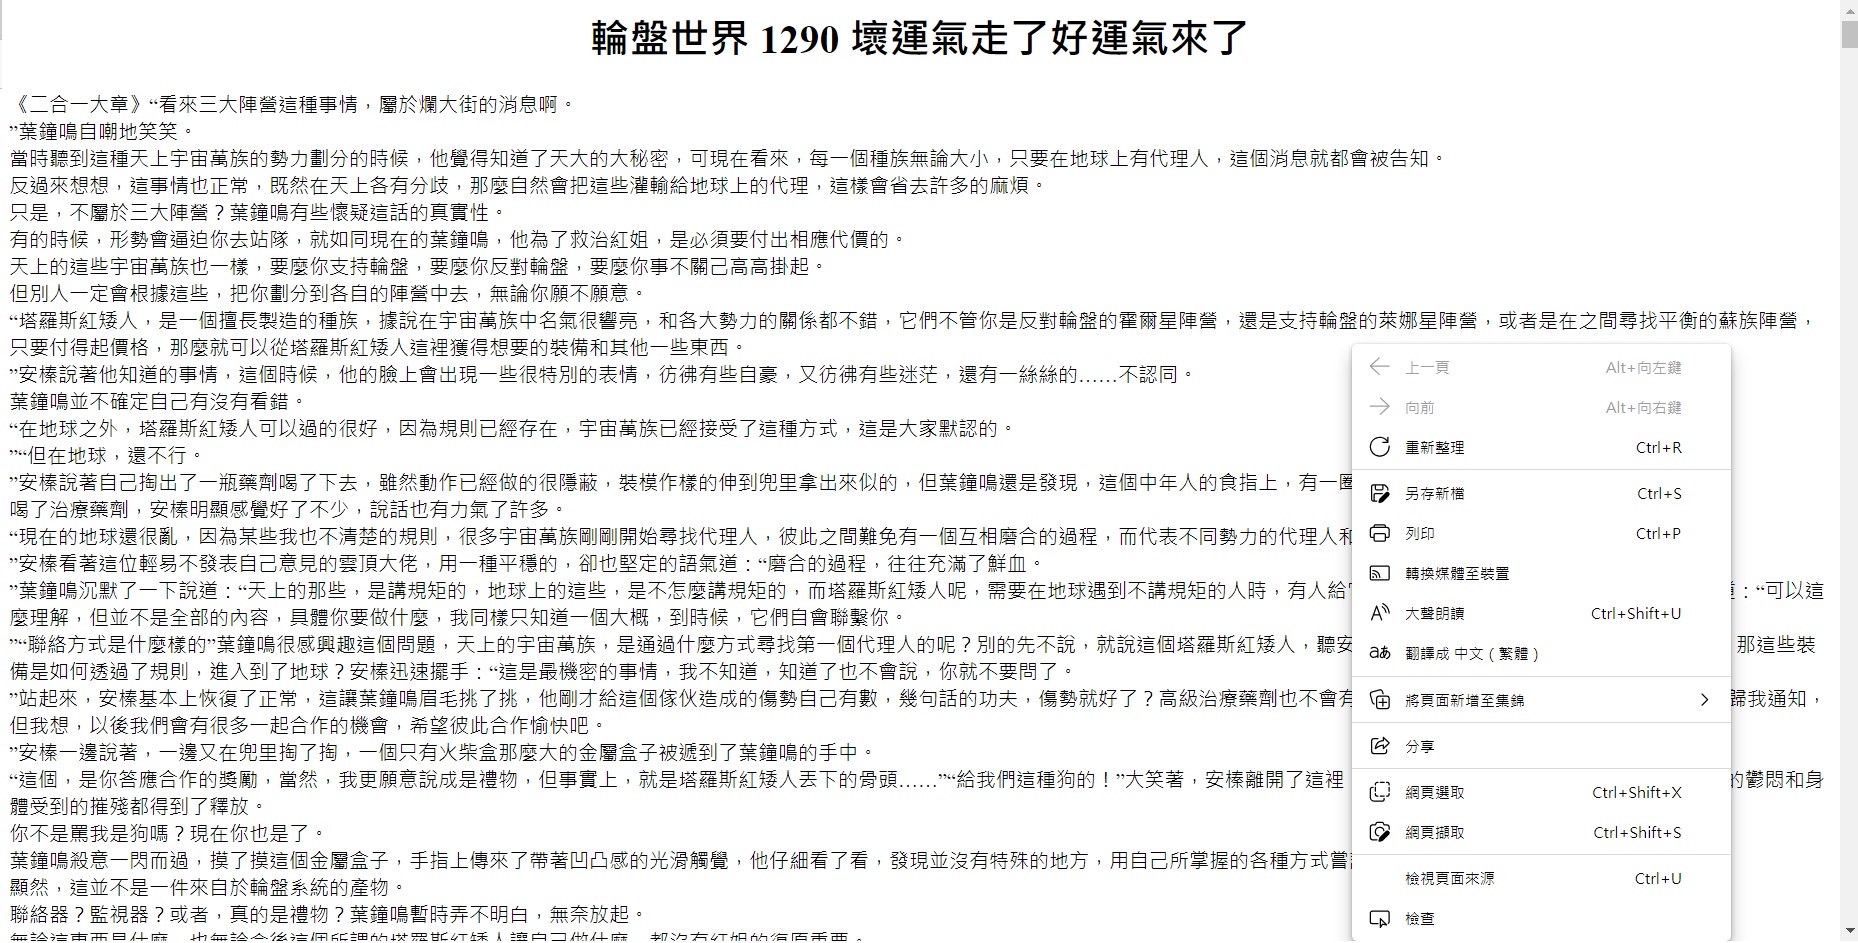 輪盤世界 1290 壞運氣走了好運氣來了
《二合一大章》“看來三大陣營這種事情，屬於爛大街的消息啊。
”葉鐘鳴自嘲地笑笑。
當時聽到這種天上宇宙萬族的勢力劃分的時候，他覺得知道了天大的大秘密，可現在看來，每一個種族無論大小，只要在地球上有代理人，這個消息就都會被告知。
反過來想想，這事情也正常，既然在天上各有分歧，那麼自然會把這些灌輸給地球上的代理，這樣會省去許多的麻煩。
只是，不屬於三大陣營？葉鐘鳴有些懷疑這話的真實性。
有的時候，形勢會逼迫你去站隊，就如同現在的葉鐘鳴，他為了救治紅姐，是必須要付出相應代價的。
天上的這些宇宙萬族也一樣，要麼你支持輪盤，要麼你反對輪盤，要麼你事不關己高高掛起。
但別人一定會根據這些，把你劃分到各自的陣營中去，無論你願不願意。
“塔羅斯紅矮人，是一個擅長製造的種族，據說在宇宙萬族中名氣很響亮，和各大勢力的關係都不錯，它們不管你是反對輪盤的霍爾星陣營，還是支持輪盤的萊娜星陣營，或者是在之間尋找平衡的蘇族陣營，
只要付得起價格，那麼就可以從塔羅斯紅矮人這裡獲得想要的裝備和其他一些東西。
”安榛說著他知道的事情，這個時候，他的臉上會出現一些很特別的表情，彷彿有些自豪，又彷彿有些迷茫，還有一絲絲的……不認同。
葉鐘鳴並不確定自己有沒有看錯。
“在地球之外，塔羅斯紅矮人可以過的很好，因為規則已經存在，宇宙萬族已經接受了這種方式，這是大家默認的。
”“但在地球，還不行。
”安榛說著自己掏出了一瓶藥劑喝了下去，雖然動作已經做的很隱蔽，裝模作樣的伸到兜里拿出來似的，但葉鐘鳴還是發現，這個中年人的食指上，有一圈
喝了治療藥劑，安榛明顯感覺好了不少，說話也有力氣了許多。
“現在的地球還很亂，因為某些我也不清楚的規則，很多宇宙萬族剛剛開始尋找代理人，彼此之間難免有一個互相磨合的過程，而代表不同勢力的代理人和
”安榛看著這位輕易不發表自己意見的雲頂大佬，用一種平穩的，卻也堅定的語氣道：“磨合的過程，往往充滿了鮮血。
”葉鐘鳴沉默了一下說道：“天上的那些，是講規矩的，地球上的這些，是不怎麼講規矩的，而塔羅斯紅矮人呢，需要在地球遇到不講規矩的人時，有人給 ：“可以這
麼理解，但並不是全部的內容，具體你要做什麼，我同樣只知道一個大概，到時候，它們自會聯繫你。
”“聯絡方式是什麼樣的”葉鐘鳴很感興趣這個問題，天上的宇宙萬族，是通過什麼方式尋找第一個代理人的呢？別的先不說，就說這個塔羅斯紅矮人，聽安 那這些裝
備是如何透過了規則，進入到了地球？安榛迅速擺手：“這是最機密的事情，我不知道，知道了也不會說，你就不要問了。
”站起來，安榛基本上恢復了正常，這讓葉鐘鳴眉毛挑了挑，他剛才給這個傢伙造成的傷勢自己有數，幾句話的功夫，傷勢就好了？高級治療藥劑也不會有 歸我通知，
但我想，以後我們會有很多一起合作的機會，希望彼此合作愉快吧。
”安榛一邊說著，一邊又在兜里掏了掏，一個只有火柴盒那麼大的金屬盒子被遞到了葉鐘鳴的手中。
“這個，是你答應合作的獎勵，當然，我更願意說成是禮物，但事實上，就是塔羅斯紅矮人丟下的骨頭……”“給我們這種狗的！”大笑著，安榛離開了這裡 的鬱悶和身
體受到的摧殘都得到了釋放。
你不是罵我是狗嗎？現在你也是了。
葉鐘鳴殺意一閃而過，摸了摸這個金屬盒子，手指上傳來了帶著凹凸感的光滑觸覺，他仔細看了看，發現並沒有特殊的地方，用自己所掌握的各種方式嘗
顯然，這並不是一件來自於輪盤系統的產物。
聯絡器？監視器？或者，真的是禮物？葉鐘鳴暫時弄不明白，無奈放起。
上一頁 Alt+向左鍵
向前 Alt+向右鍵
重新整理 Ctrl+R
另存新檔 Ctrl+S
列印 Ctrl+P
轉換媒體至裝置
大聲朗讀 Ctrl+Shift+U
翻譯成 中文 ( 繁體 )
將頁面新增至集錦
分享
網頁選取 Ctrl+Shift+X
網頁擷取 Ctrl+Shift+S
檢視頁面來源 Ctrl+U
檢查